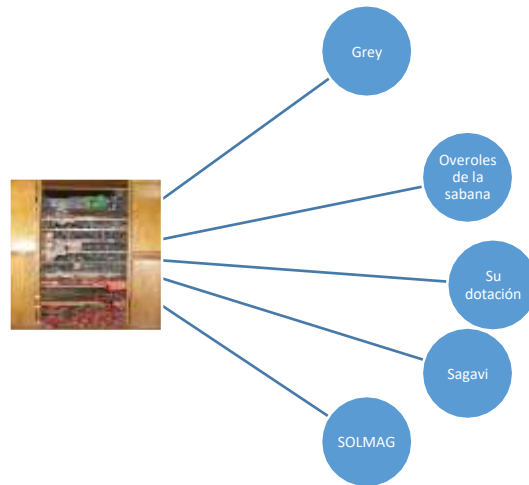 Grey
Overoles
de la
sabana
Su
dotación
Sagavi
SOLMAG